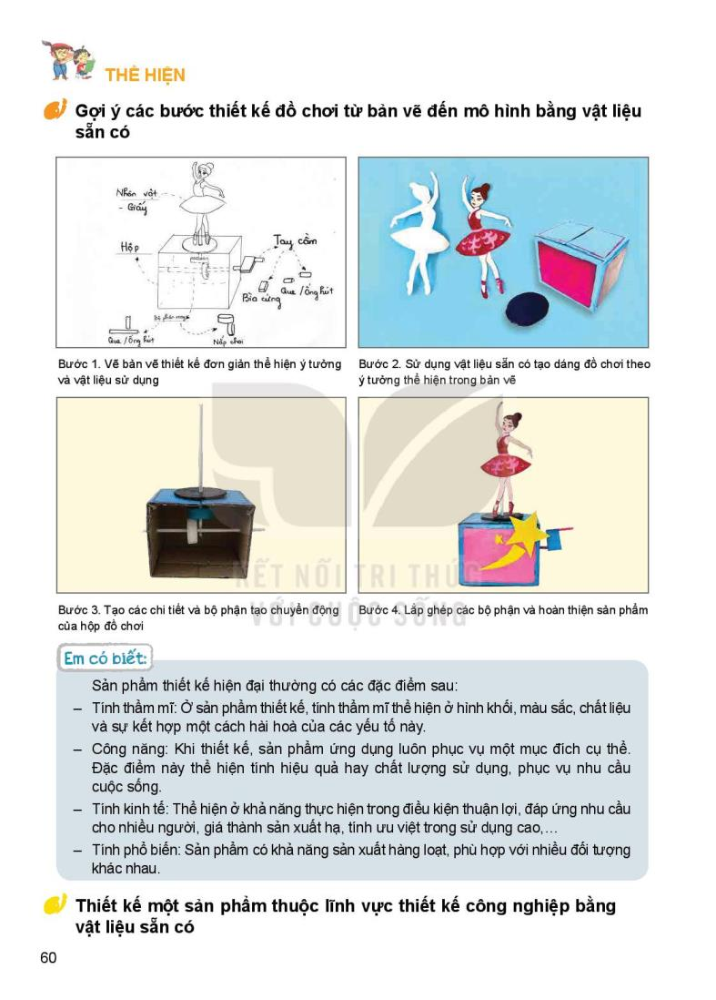 THỂ HIỆN
Gợi ý các bước thiết kế đồ chơi từ bản vẽ đến mô hình bằng vật liệu
sẵn có
Nhân vật
- Giấy
Hộp
Tay cầm
Bìa cứng
Que /Ống hút
Que /Ống hút
Nắp chai
Bước 1. Vẽ bản vẽ thiết kế đơn giản thể hiện ý tưởng
và vật liệu sử dụng
Bước 2. Sử dụng vật liệu sẵn có tạo dáng đồ chơi theo
ý tưởng thể hiện trong bản vẽ
KẾT NỐI TRI THỨC
VỚI CUỘC SỐNG
Bước 3. Tạo các chi tiết và bộ phận tạo chuyển động
của hộp đồ chơi
Bước 4. Lắp ghép các bộ phận và hoàn thiện sản phẩm
Em có biết:
Sản phẩm thiết kế hiện đại thường có các đặc điểm sau:
– Tính thẩm mĩ: Ở sản phẩm thiết kế, tính thẩm mĩ thể hiện ở hình khối, màu sắc, chất liệu
và sự kết hợp một cách hài hoà của các yếu tố này.
– Công năng: Khi thiết kế, sản phẩm ứng dụng luôn phục vụ một mục đích cụ thể.
Đặc điểm này thể hiện tính hiệu quả hay chất lượng sử dụng, phục vụ nhu cầu
cuộc sống.
– Tính kinh tế: Thể hiện ở khả năng thực hiện trong điều kiện thuận lợi, đáp ứng nhu cầu
cho nhiều người, giá thành sản xuất hạ, tính ưu việt trong sử dụng cao,…
– Tính phổ biến: Sản phẩm có khả năng sản xuất hàng loạt, phù hợp với nhiều đối tượng
khác nhau.
Thiết kế một sản phẩm thuộc lĩnh vực thiết kế công nghiệp bằng
vật liệu sẵn có
60